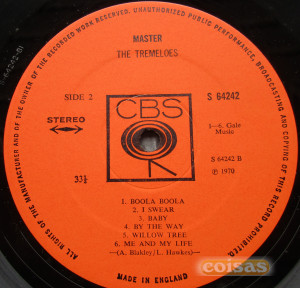 ALL RIGHTS OF THE MANUFACTURER AND OF THE OWNER OF THE RECORDED WORK RESERVED. UNAUTHORIZED PUBLIC PERFORMANCE, BROADCASTING AND COPYING OF THIS RECORD PROHIBITED.
MASTER
THE TREMELOES
SIDE 2
CBS
S 64242
STEREO
1—6. Gale
Music
S 64242 B
33⅓
℗ 1970
1. BOOLA BOOLA
2. I SWEAR
3. BABY
4. BY THE WAY
5. WILLOW TREE
6. ME AND MY LIFE
—(A. Blakley/L. Hawkes)—
MADE IN ENGLAND
coisas